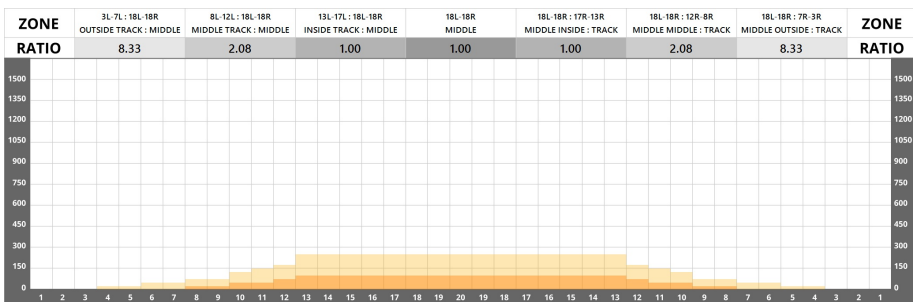 ZONE 3L-7L : 18L-18R 8L-12L : 18L-18R 13L-17L : 18L-18R 18L-18R 18L-18R : 17R-13R 18L-18R : 12R-8R 18L-18R : 7R-3R ZONE
OUTSIDE TRACK : MIDDLE MIDDLE TRACK : MIDDLE INSIDE TRACK : MIDDLE MIDDLE MIDDLE INSIDE : TRACK MIDDLE MIDDLE : TRACK MIDDLE OUTSIDE : TRACK
RATIO 8.33 2.08 1.00 1.00 1.00 2.08 8.33 RATIO
1500 1500
1350 1350
1200 1200
1050 1050
900 900
750 750
600 600
450 450
300 300
150 150
0 0
1 2 3 4 5 6 7 8 9 10 11 12 13 14 15 16 17 18 19 20 19 18 17 16 15 14 13 12 11 10 9 8 7 6 5 4 3 2 1